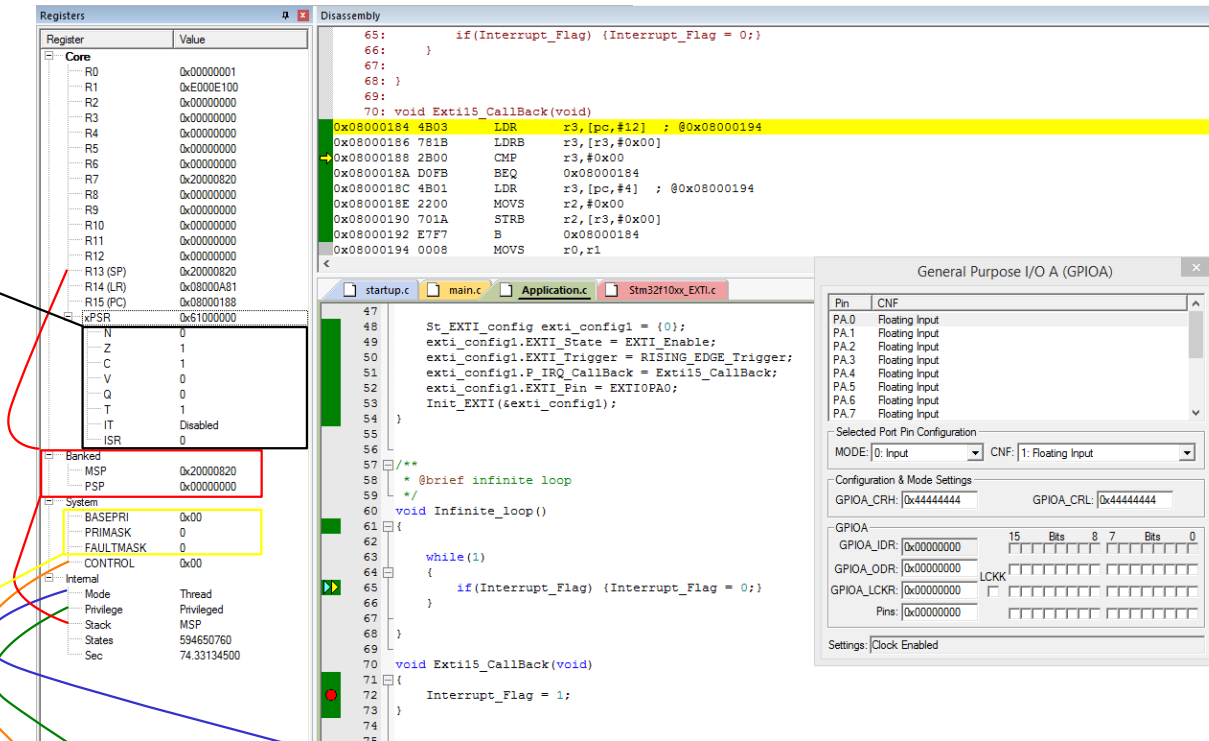 Registers
Register Value
Core
R0 0x00000001
R1 0xE000E100
R2 0x00000000
R3 0x00000000
R4 0x00000000
R5 0x00000000
R6 0x00000000
R7 0x20000820
R8 0x00000000
R9 0x00000000
R10 0x00000000
R11 0x00000000
R12 0x00000000
R13 (SP) 0x20000820
R14 (LR) 0x08000A81
R15 (PC) 0x08000188
xPSR 0x61000000
N 0
Z 1
C 1
V 0
Q 0
T 1
IT Disabled
ISR 0
Banked
MSP 0x20000820
PSP 0x00000000
System
BASEPRI 0x00
PRIMASK 0
FAULTMASK 0
CONTROL 0x00
Internal
Mode Thread
Privilege Privileged
Stack MSP
States 594650760
Sec 74.33134500
Disassembly
65: if(Interrupt_Flag) {Interrupt_Flag = 0;}
66: }
67:
68: }
69:
70: void Exti15_CallBack(void)
0x08000184 4B03 LDR r3,[pc,#12] ; @0x08000194
0x08000186 781B LDRB r3,[r3,#0x00]
0x08000188 2B00 CMP r3,#0x00
0x0800018A D0FB BEQ 0x08000184
0x0800018C 4B01 LDR r3,[pc,#4] ; @0x08000194
0x0800018E 2200 MOVS r2,#0x00
0x08000190 701A STRB r2,[r3,#0x00]
0x08000192 E7F7 B 0x08000184
0x08000194 0008 MOVS r0,r1
startup.c main.c Application.c Stm32f10xx_EXTI.c
47
48 St_EXTI_config exti_config1 = {0};
49 exti_config1.EXTI_State = EXTI_Enable;
50 exti_config1.EXTI_Trigger = RISING_EDGE_Trigger;
51 exti_config1.P_IRQ_CallBack = Exti15_CallBack;
52 exti_config1.EXTI_Pin = EXTI0PA0;
53 Init_EXTI(&exti_config1);
54 }
55
56
57 /**
58 * @brief infinite loop
59 */
60 void Infinite_loop()
61 {
62
63 while(1)
64 {
65 if(Interrupt_Flag) {Interrupt_Flag = 0;}
66 }
67
68 }
69
70 void Exti15_CallBack(void)
71 {
72 Interrupt_Flag = 1;
73 }
74
75
General Purpose I/O A (GPIOA)
Pin CNF
PA.0 Floating Input
PA.1 Floating Input
PA.2 Floating Input
PA.3 Floating Input
PA.4 Floating Input
PA.5 Floating Input
PA.6 Floating Input
PA.7 Floating Input
Selected Port Pin Configuration
MODE: 0: Input CNF: 1: Floating Input
Configuration & Mode Settings
GPIOA_CRH: 0x44444444 GPIOA_CRL: 0x44444444
GPIOA
15 Bits 8 7 Bits 0
GPIOA_IDR: 0x00000000
GPIOA_ODR: 0x00000000
LCKK
GPIOA_LCKR: 0x00000000
Pins: 0x00000000
Settings: Clock Enabled